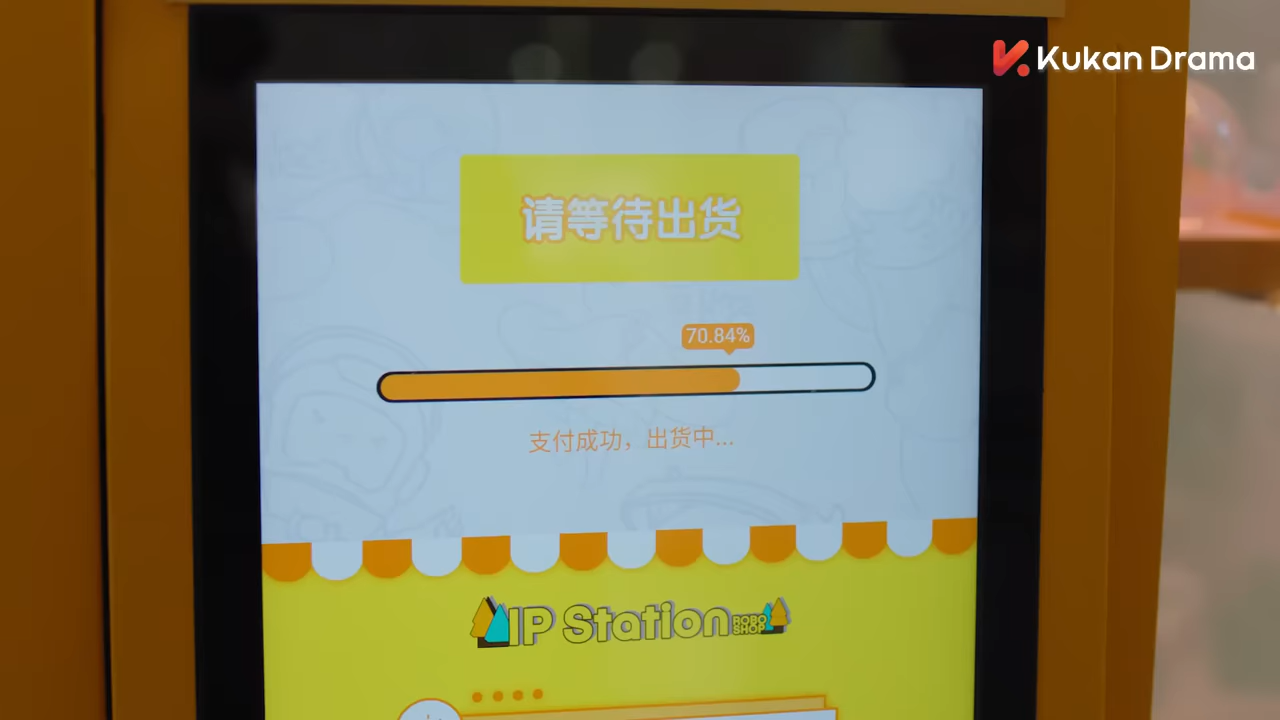 Kukan Drama
请等待出货
70.84%
支付成功，出货中...
IP Station
ROBO
SHOP